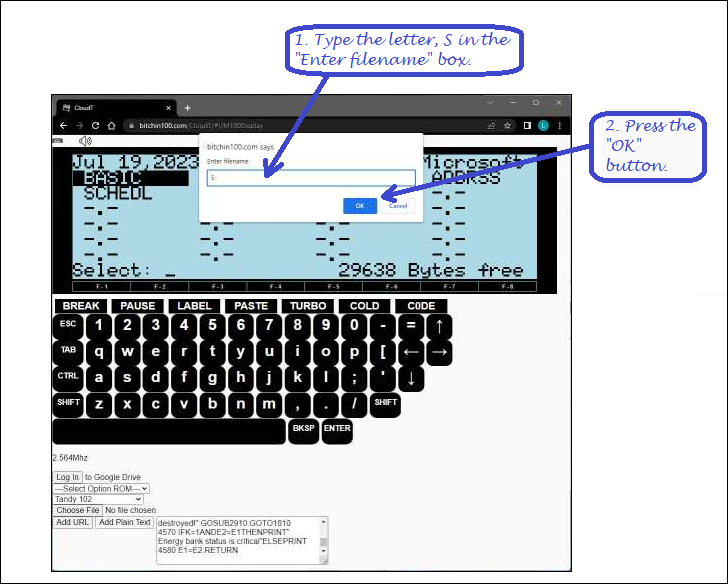 1. Type the letter, S in the
"Enter filename" box.
2. Press the
"OK"
button.
CloudT
bitchin100.com/CloudT/#!/M100Display
bitchin100.com says
Enter filename
S
OK
Cancel
Jul 19,2023
Microsoft
BASIC
ADDRSS
SCHEDL
-.- -.- -.- -.-
-.- -.- -.- -.-
-.- -.- -.- -.-
-.- -.- -.- -.-
Select: _ 29638 Bytes free
F-1 F-2 F-3 F-4 F-5 F-6 F-7 F-8
BREAK PAUSE LABEL PASTE TURBO COLD C0DE
ESC 1 2 3 4 5 6 7 8 9 0 - = ↑
TAB q w e r t y u i o p [ ← →
CTRL a s d f g h j k l ; ' ↓
SHIFT z x c v b n m , . / SHIFT
BKSP ENTER
2.564Mhz
Log In to Google Drive
---Select Option ROM---
Tandy 102
Choose File No file chosen
Add URL Add Plain Text
destroyed!" GOSUB2910:GOTO1810
4570 IFK=1ANDE2=E1THENPRINT"
Energy bank status is critical"ELSEPRINT
4580 E1=E2:RETURN